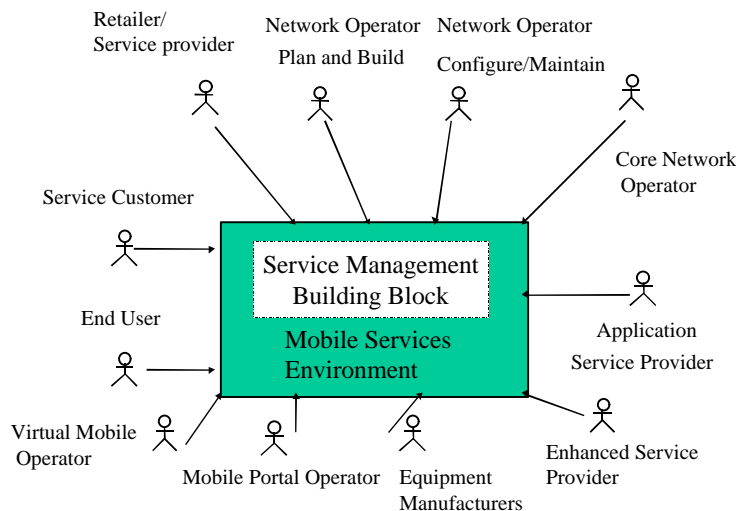 Retailer/
Service provider
Network Operator
Plan and Build
Network Operator
Configure/Maintain
Core Network
Operator
Service Customer
Service Management
Building Block
End User
Mobile Services
Environment
Application
Service Provider
Virtual Mobile
Operator
Mobile Portal Operator
Equipment
Manufacturers
Enhanced Service
Provider